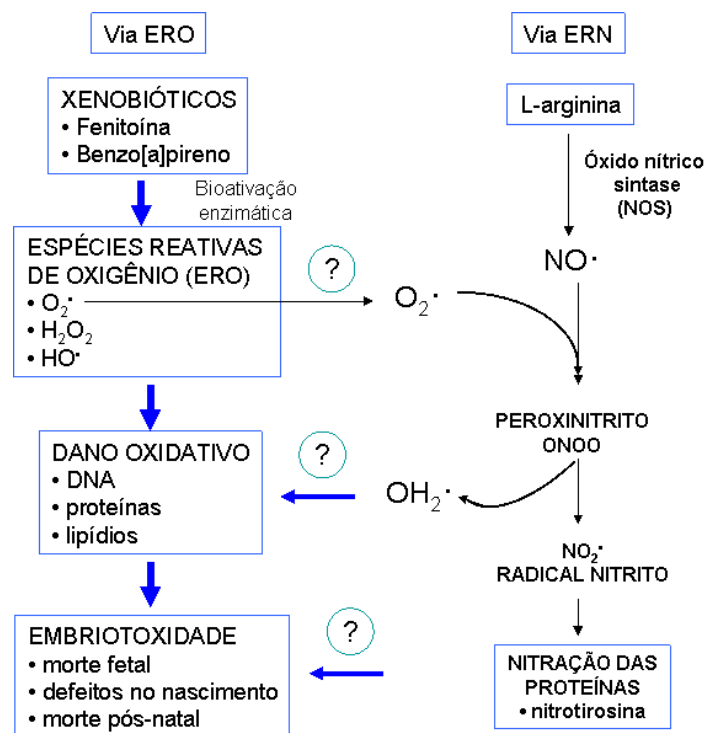 Via ERO
XENOBIÓTICOS
• Fenitoína
• Benzo[a]pireno
Bioativação
enzimática
ESPÉCIES REATIVAS
DE OXIGÊNIO (ERO)
• O₂·
• H₂O₂
• HO·
?
DANO OXIDATIVO
• DNA
• proteínas
• lipídios
?
EMBRIOTOXIDADE
• morte fetal
• defeitos no nascimento
• morte pós-natal
?
Via ERN
L-arginina
Óxido nítrico
sintase
(NOS)
NO·
O₂·
PEROXINITRITO
ONOO
OH₂·
NO₂·
RADICAL NITRITO
NITRAÇÃO DAS
PROTEÍNAS
• nitrotirosina